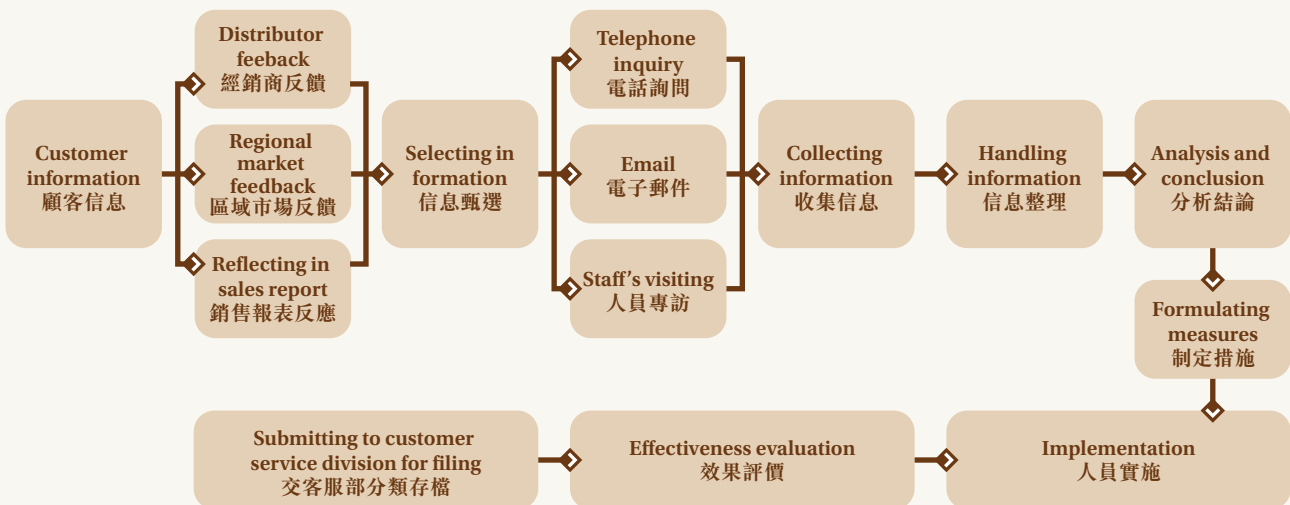 Customer
information
顧客信息
Distributor
feeback
經銷商反饋
Regional
market
feedback
區域市場反饋
Reflecting in
sales report
銷售報表反應
Selecting in
formation
信息甄選
Telephone
inquiry
電話詢問
Email
電子郵件
Staff's visiting
人員專訪
Collecting
information
收集信息
Handling
information
信息整理
Analysis and
conclusion
分析結論
Formulating
measures
制定措施
Implementation
人員實施
Effectiveness evaluation
效果評價
Submitting to customer
service division for filing
交客服部分類存檔